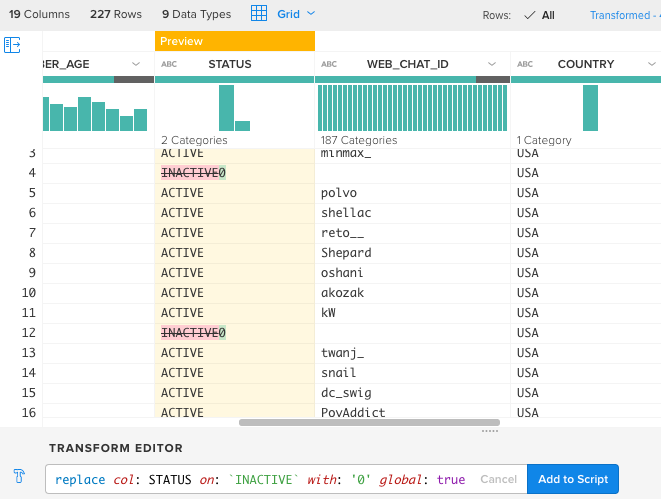 19 Columns 227 Rows 9 Data Types Grid Rows: All Transformed -
Preview
BER_AGE ABC STATUS ABC WEB_CHAT_ID ABC COUNTRY
2 Categories 187 Categories 1 Category
3 ACTIVE minmax_ USA
4 INACTIVE0 USA
5 ACTIVE polvo USA
6 ACTIVE shellac USA
7 ACTIVE reto__ USA
8 ACTIVE Shepard USA
9 ACTIVE oshani USA
10 ACTIVE akozak USA
11 ACTIVE kW USA
12 INACTIVE0 USA
13 ACTIVE twanj_ USA
14 ACTIVE snail USA
15 ACTIVE dc_swig USA
16 ACTIVE PovAddict USA
TRANSFORM EDITOR
replace col: STATUS on: `INACTIVE` with: '0' global: true Cancel Add to Script